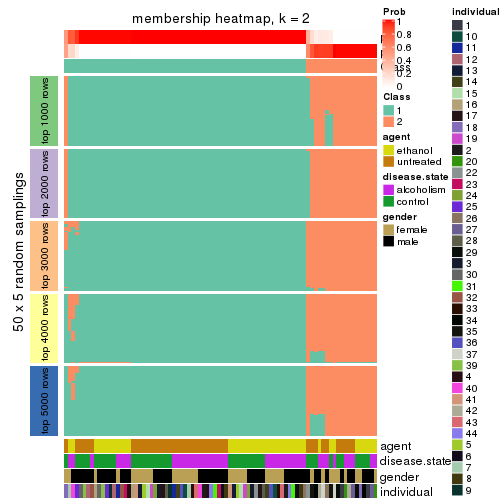 membership heatmap, k = 2
50 x 5 random samplings
top 1000 rows
top 2000 rows
top 3000 rows
top 4000 rows
top 5000 rows
p
p
Class
agent
disease.state
gender
individual
Prob
1
0.8
0.6
0.4
0.2
0
Class
1
2
agent
ethanol
untreated
disease.state
alcoholism
control
gender
female
male
individual
1
10
11
12
13
14
15
16
17
18
19
2
20
22
23
24
25
26
27
28
29
3
30
31
32
33
34
35
36
37
39
4
40
41
42
43
44
5
6
7
8
9